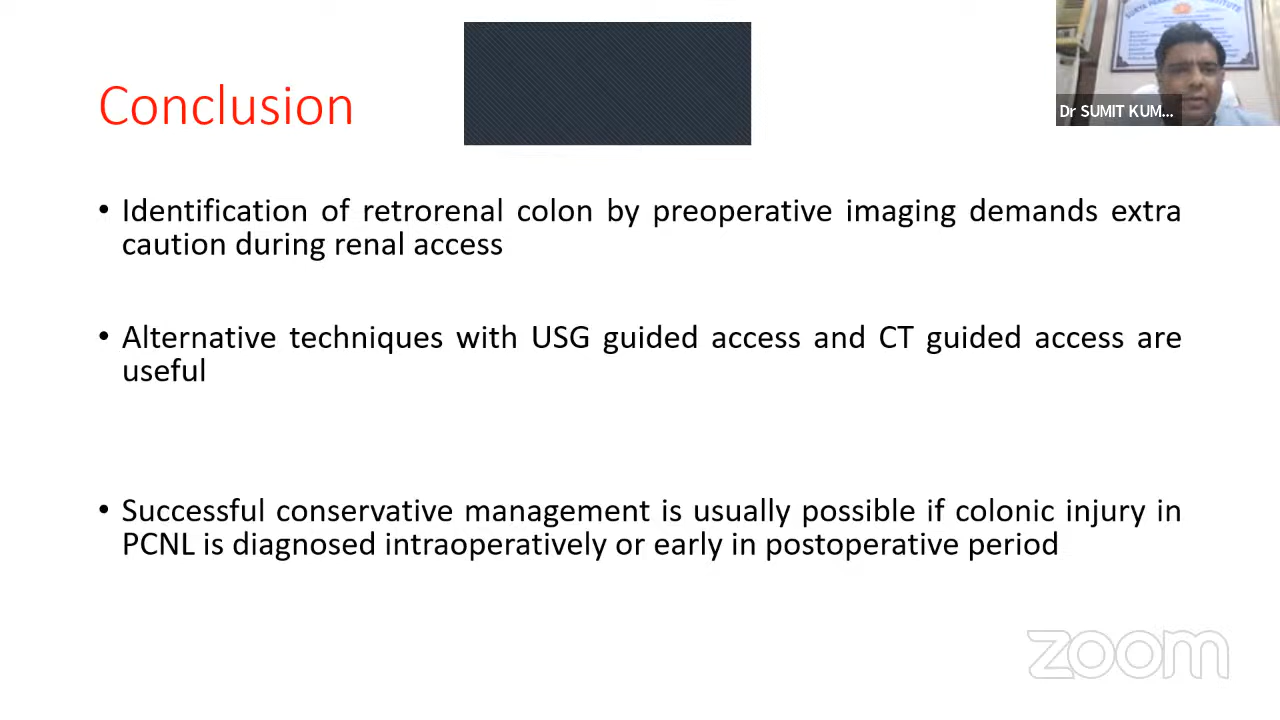 Conclusion
Dr SUMIT KUM...
• Identification of retrorenal colon by preoperative imaging demands extra
caution during renal access
• Alternative techniques with USG guided access and CT guided access are
useful
• Successful conservative management is usually possible if colonic injury in
PCNL is diagnosed intraoperatively or early in postoperative period
zoom